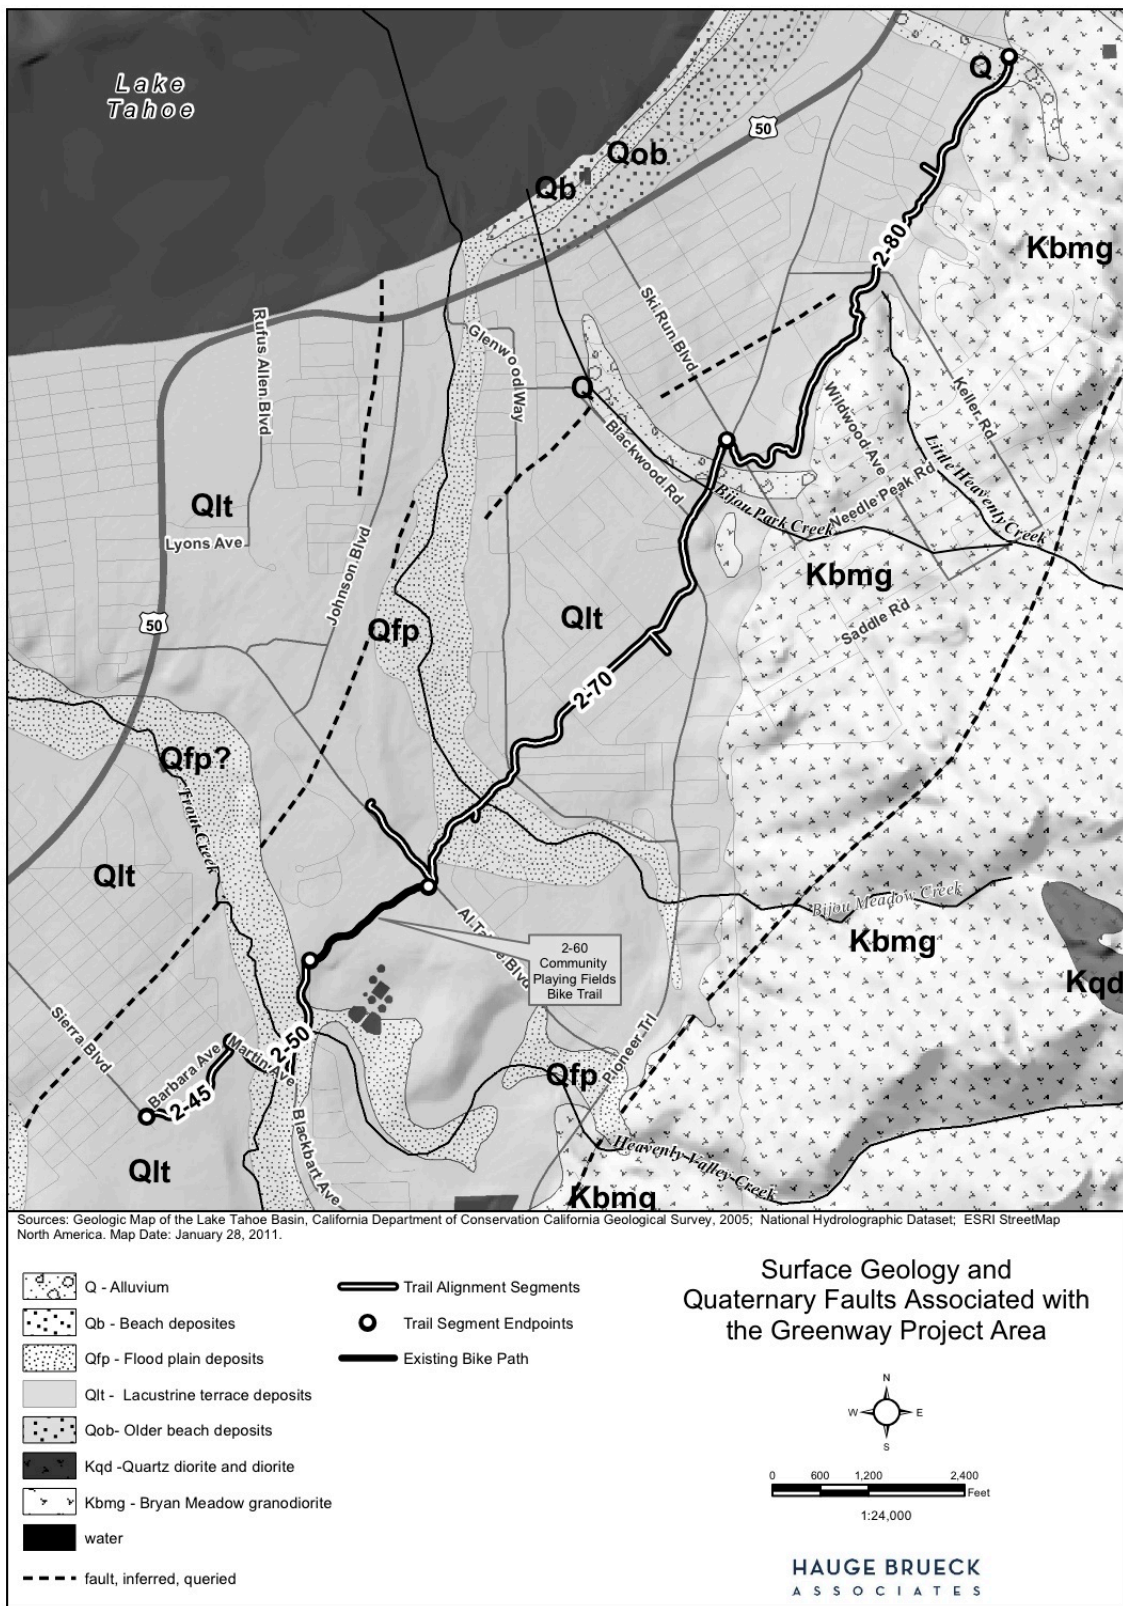 Lake
Tahoe
Q
50
Qob
Qb
2-80
Kbmg
Ski Run Blvd
Rufus Allen Blvd
Glenwood Way
Q
Keller Rd
Wildwood Ave
Blackwood Rd
Little Heavenly Creek
Needle Peak Rd
Bijou Park Creek
Qlt
Lyons Ave
Johnson Blvd
Kbmg
50
Qfp
Qlt
Saddle Rd
2-70
Qfp?
Trout Creek
Qlt
Bijou Meadow Creek
Al Ta e Blvd
2-60
Community
Playing Fields
Bike Trail
Kbmg
Kqd
Sierra Blvd
2-50
Barbara Ave
Martin Ave
Pioneer Trl
Qfp
2-45
Blackbart Ave
Heavenly Valley Creek
Qlt
Kbmg
Sources: Geologic Map of the Lake Tahoe Basin, California Department of Conservation California Geological Survey, 2005; National Hydrologic Dataset; ESRI StreetMap
North America. Map Date: January 28, 2011.
Q - Alluvium
Qb - Beach deposites
Qfp - Flood plain deposits
Qlt - Lacustrine terrace deposits
Qob- Older beach deposits
Kqd -Quartz diorite and diorite
Kbmg - Bryan Meadow granodiorite
water
fault, inferred, queried
Trail Alignment Segments
Trail Segment Endpoints
Existing Bike Path
Surface Geology and
Quaternary Faults Associated with
the Greenway Project Area
N
W E
S
0 600 1,200 2,400
Feet
1:24,000
HAUGE BRUECK
ASSOCIATES